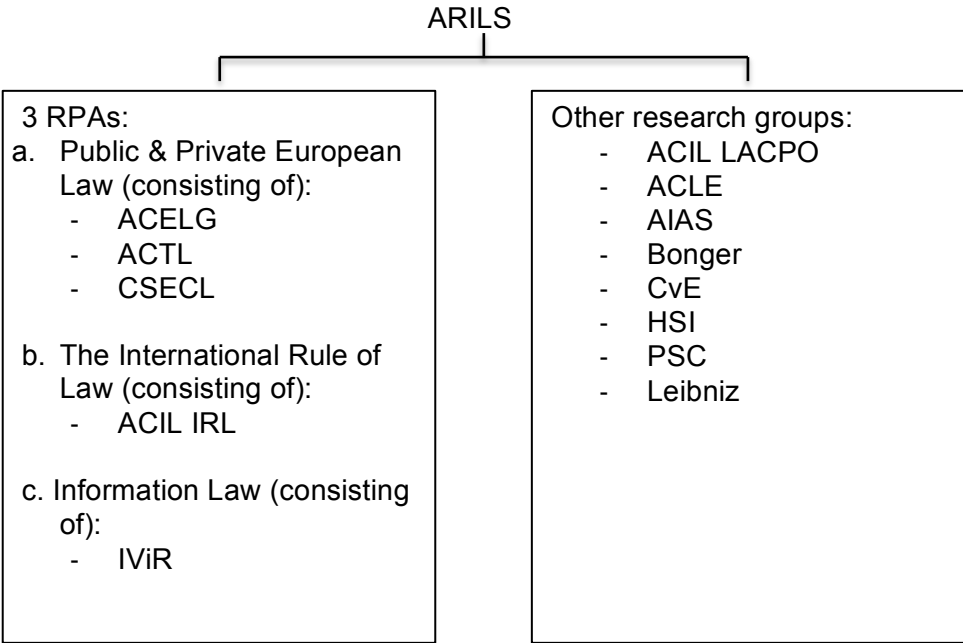 ARILS
3 RPAs:
a. Public & Private European
Law (consisting of):
- ACELG
- ACTL
- CSECL
b. The International Rule of
Law (consisting of):
- ACIL IRL
c. Information Law (consisting
of):
- IViR
Other research groups:
- ACIL LACPO
- ACLE
- AIAS
- Bonger
- CvE
- HSI
- PSC
- Leibniz